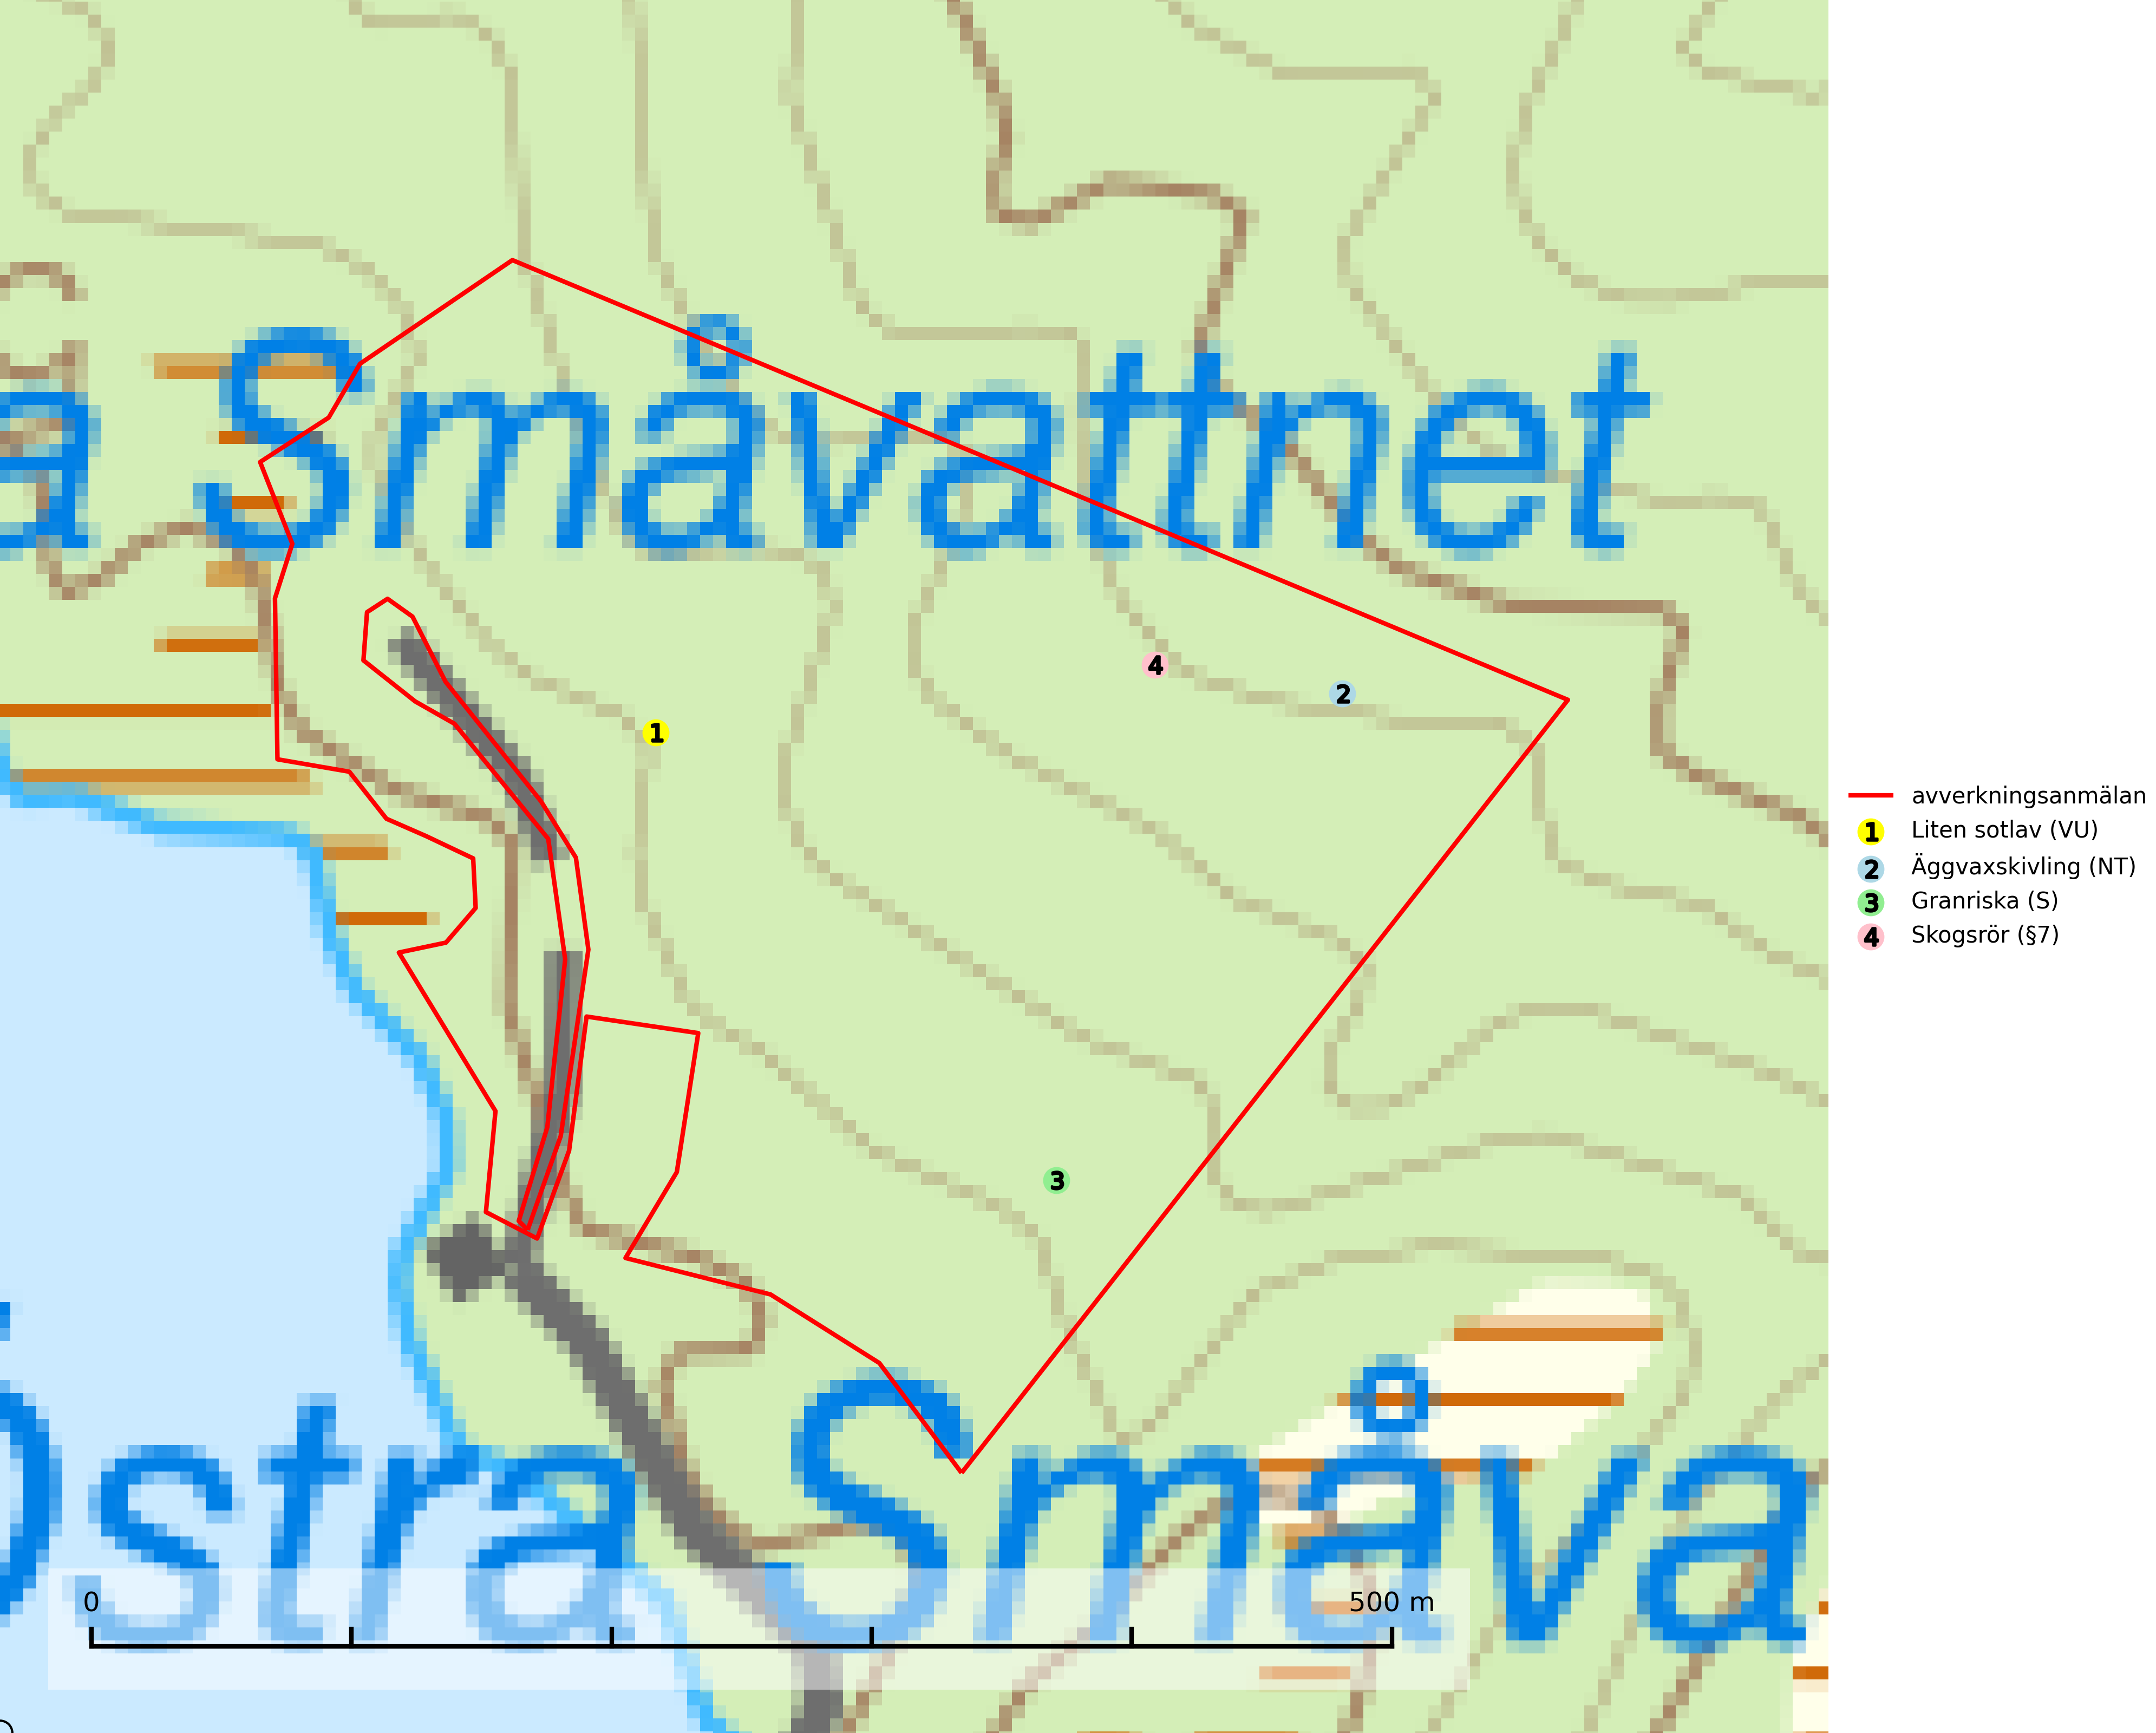 a Småvattnet
Östra Småva
0 500 m
avverkningsanmälan
1 Liten sotlav (VU)
2 Äggvaxskivling (NT)
3 Granriska (S)
4 Skogsrör (§7)
1
2
3
4